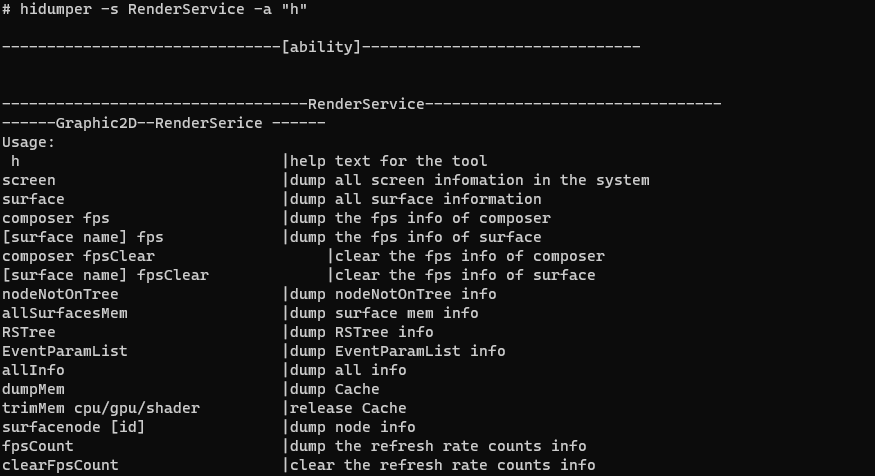 # hidumper -s RenderService -a "h"
-------------------------------[ability]-------------------------------
----------------------------------RenderService---------------------------------
------Graphic2D--RenderSerice ------
Usage:
 h                             |help text for the tool
screen                         |dump all screen infomation in the system
surface                        |dump all surface information
composer fps                   |dump the fps info of composer
[surface name] fps             |dump the fps info of surface
composer fpsClear                   |clear the fps info of composer
[surface name] fpsClear             |clear the fps info of surface
nodeNotOnTree                  |dump nodeNotOnTree info
allSurfacesMem                 |dump surface mem info
RSTree                         |dump RSTree info
EventParamList                 |dump EventParamList info
allInfo                        |dump all info
dumpMem                        |dump Cache
trimMem cpu/gpu/shader         |release Cache
surfacenode [id]               |dump node info
fpsCount                       |dump the refresh rate counts info
clearFpsCount                  |clear the refresh rate counts info